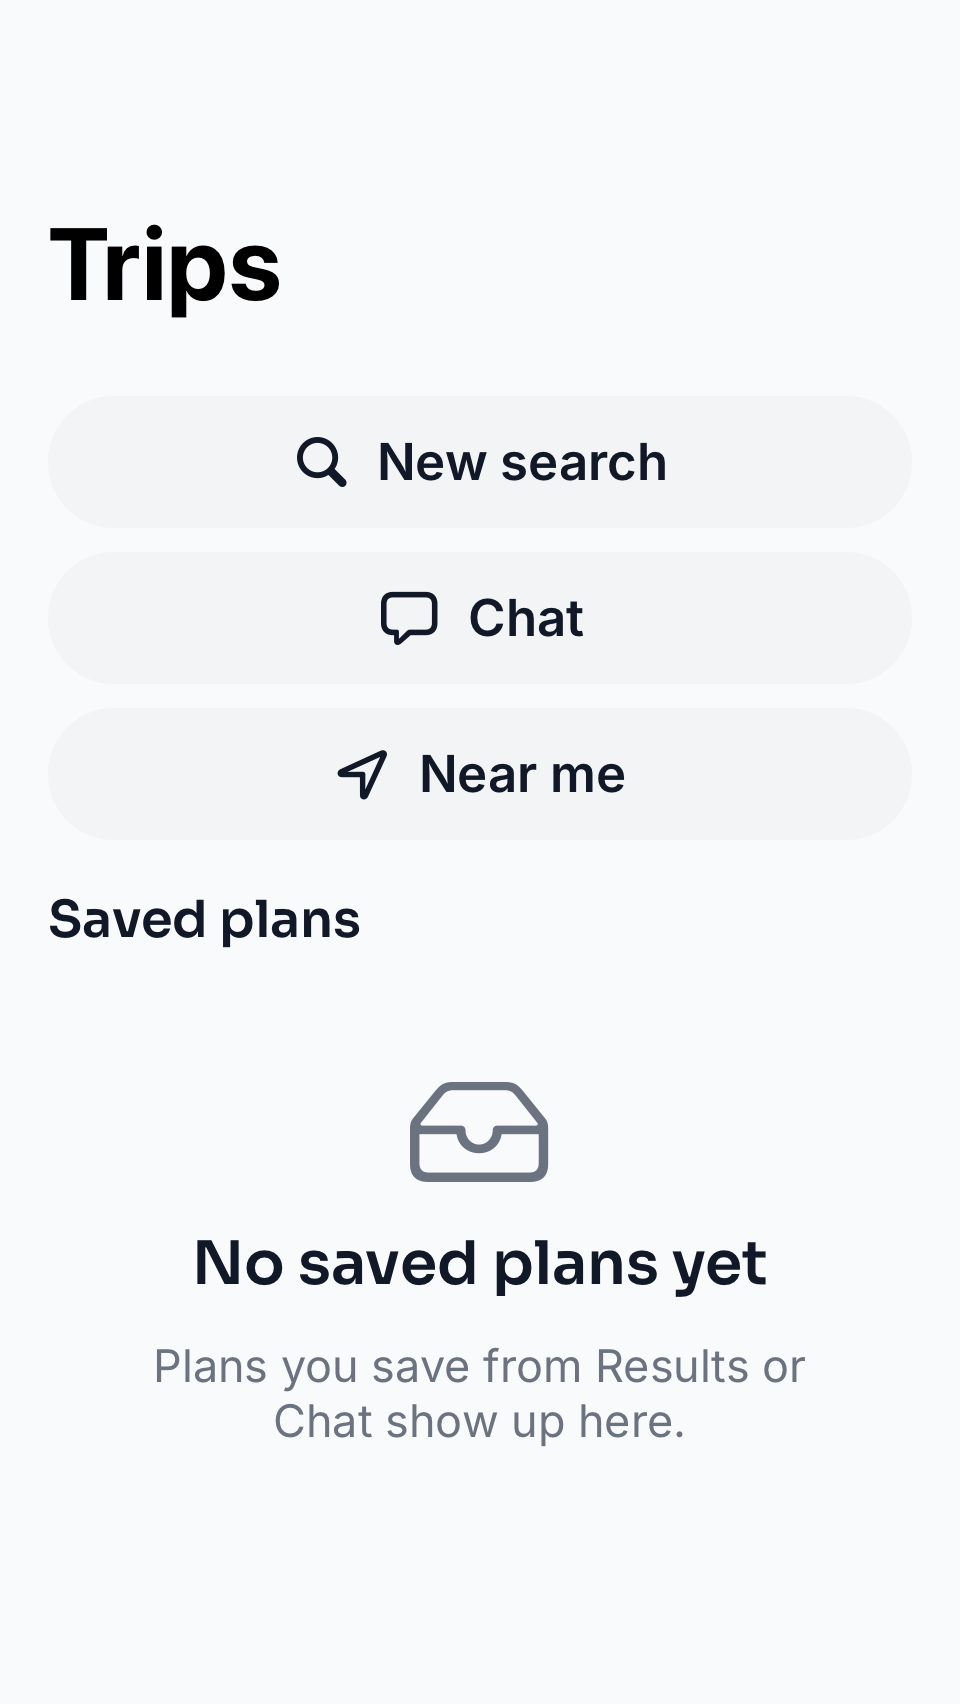 Trips
New search
Chat
Near me
Saved plans
No saved plans yet
Plans you save from Results or
Chat show up here.